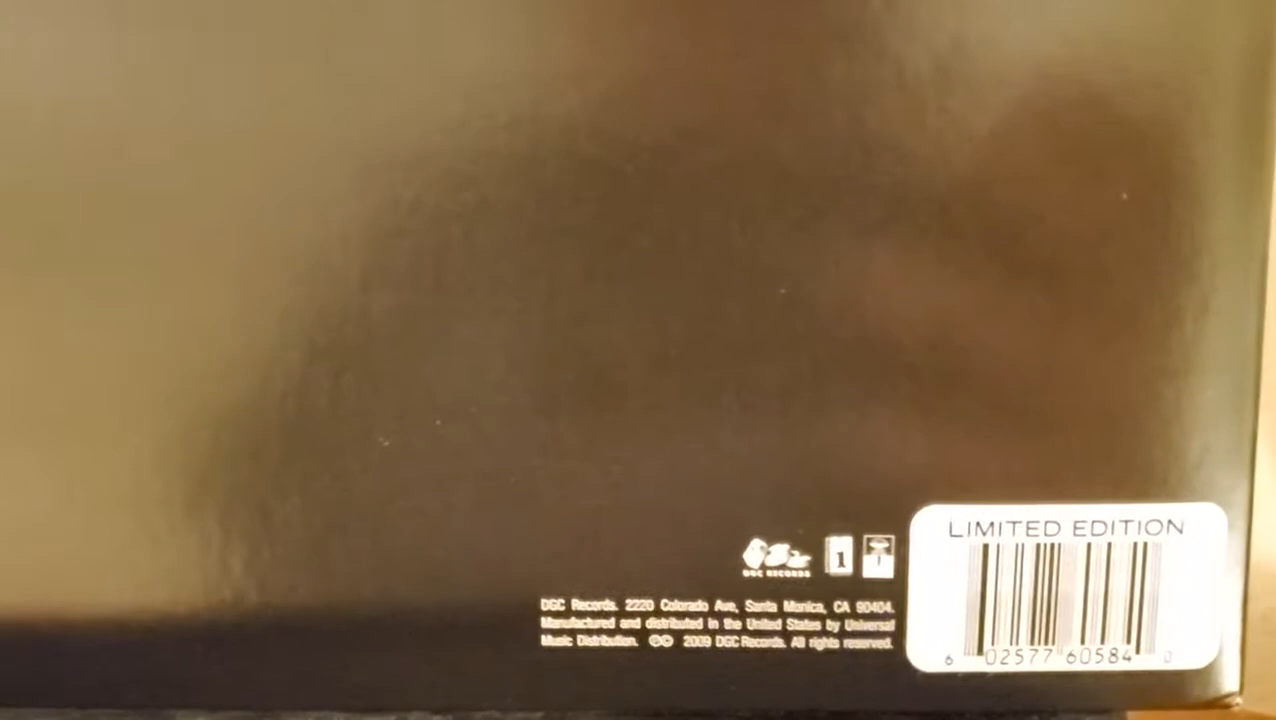 LIMITED EDITION
DGC RECORDS
1
DGC Records. 2220 Colorado Ave, Santa Monica, CA 90404.
Manufactured and distributed in the United States by Universal
Music Distribution. ℗© 2009 DGC Records. All rights reserved.
6 02577 60584 0